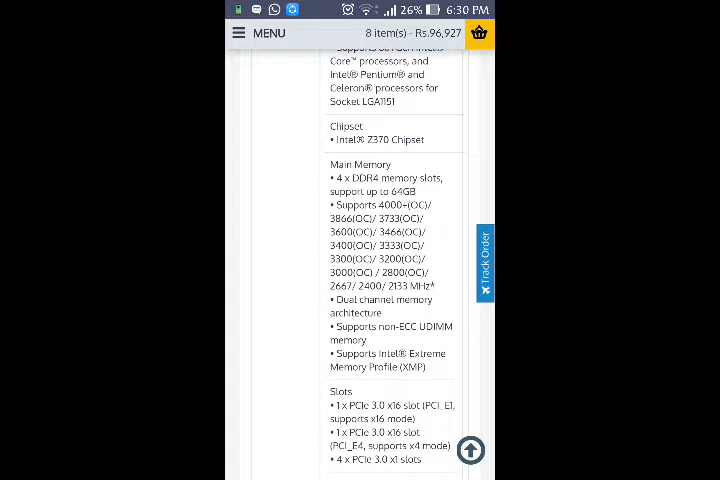 26% 6:30 PM
MENU 8 item(s) - Rs.96,927
Core™ processors, and
Intel® Pentium® and
Celeron® processors for
Socket LGA1151
Chipset
• Intel® Z370 Chipset
Main Memory
• 4 x DDR4 memory slots,
support up to 64GB
• Supports 4000+(OC)/
3866(OC)/ 3733(OC)/
3600(OC)/ 3466(OC)/
3400(OC)/ 3333(OC)/
3300(OC)/ 3200(OC)/
3000(OC) / 2800(OC)/
2667/ 2400/ 2133 MHz*
• Dual channel memory
architecture
• Supports non-ECC UDIMM
memory
• Supports Intel® Extreme
Memory Profile (XMP)
Slots
• 1 x PCIe 3.0 x16 slot (PCI_E1,
supports x16 mode)
• 1 x PCIe 3.0 x16 slot
(PCI_E4, supports x4 mode)
• 4 x PCIe 3.0 x1 slots
Track Order